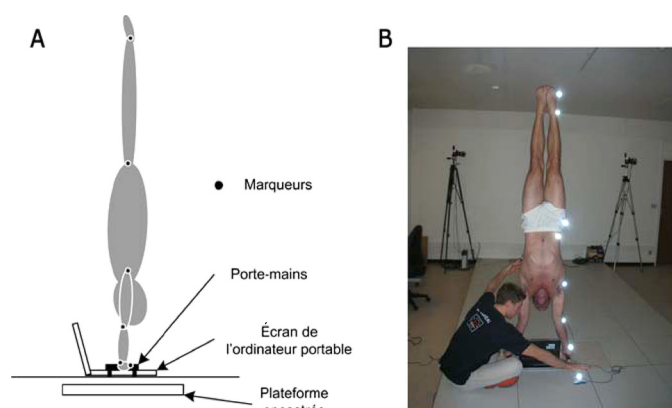 A
B
Marqueurs
Porte-mains
Écran de
l'ordinateur portable
Plateforme